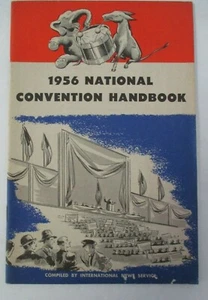 1956 NATIONAL
CONVENTION HANDBOOK
COMPILED BY INTERNATIONAL NEWS SERVICE